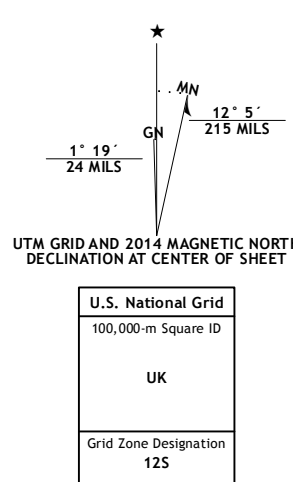 MN
GN
12° 5´
215 MILS
1° 19´
24 MILS
UTM GRID AND 2014 MAGNETIC NORTH
DECLINATION AT CENTER OF SHEET
U.S. National Grid
100,000-m Square ID
UK
Grid Zone Designation
12S